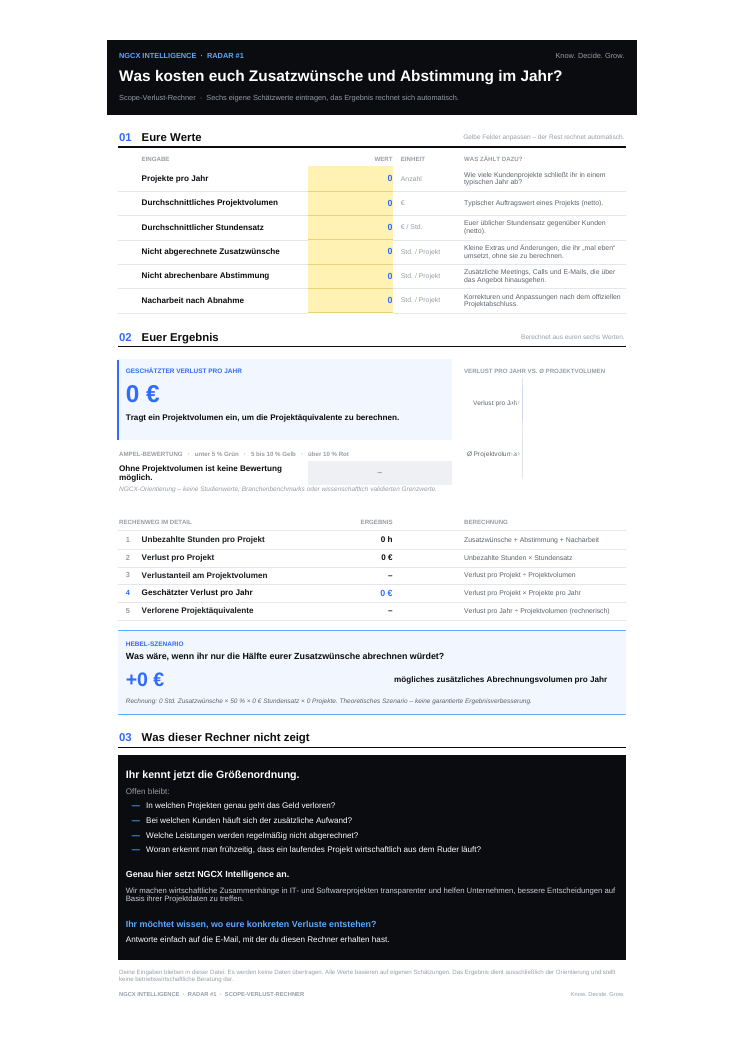 NGCX INTELLIGENCE · RADAR #1
Know. Decide. Grow.
Was kosten euch Zusatzwünsche und Abstimmung im Jahr?
Scope-Verlust-Rechner · Sechs eigene Schätzwerte eintragen, das Ergebnis rechnet sich automatisch.
01 Eure Werte
Gelbe Felder anpassen – der Rest rechnet automatisch.
EINGABE WERT EINHEIT WAS ZÄHLT DAZU?
Projekte pro Jahr 0 Anzahl Wie viele Kundenprojekte schließt ihr in einem
typischen Jahr ab?
Durchschnittliches Projektvolumen 0 € Typischer Auftragswert eines Projekts (netto).
Durchschnittlicher Stundensatz 0 € / Std. Euer üblicher Stundensatz gegenüber Kunden
(netto).
Nicht abgerechnete Zusatzwünsche 0 Std. / Projekt Kleine Extras und Änderungen, die ihr „mal eben“
umsetzt, ohne sie zu berechnen.
Nicht abrechenbare Abstimmung 0 Std. / Projekt Zusätzliche Meetings, Calls und E-Mails, die über
das Angebot hinausgehen.
Nacharbeit nach Abnahme 0 Std. / Projekt Korrekturen und Anpassungen nach dem offiziellen
Projektabschluss.
02 Euer Ergebnis
Berechnet aus euren sechs Werten.
GESCHÄTZTER VERLUST PRO JAHR
0 €
Tragt ein Projektvolumen ein, um die Projektäquivalente zu berechnen.
VERLUST PRO JAHR VS. Ø PROJEKTVOLUMEN
Verlust pro Jahr
Ø Projektvolumen
AMPEL-BEWERTUNG · unter 5 % Grün · 5 bis 10 % Gelb · über 10 % Rot
Ohne Projektvolumen ist keine Bewertung
möglich.
–
NGCX-Orientierung – keine Studienwerte, Branchenbenchmarks oder wissenschaftlich validierten Grenzwerte.
RECHENWEG IM DETAIL ERGEBNIS BERECHNUNG
1 Unbezahlte Stunden pro Projekt 0 h Zusatzwünsche + Abstimmung + Nacharbeit
2 Verlust pro Projekt 0 € Unbezahlte Stunden × Stundensatz
3 Verlustanteil am Projektvolumen – Verlust pro Projekt ÷ Projektvolumen
4 Geschätzter Verlust pro Jahr 0 € Verlust pro Projekt × Projekte pro Jahr
5 Verlorene Projektäquivalente – Verlust pro Jahr ÷ Projektvolumen (rechnerisch)
HEBEL-SZENARIO
Was wäre, wenn ihr nur die Hälfte eurer Zusatzwünsche abrechnen würdet?
+0 € mögliches zusätzliches Abrechnungsvolumen pro Jahr
Rechnung: 0 Std. Zusatzwünsche × 50 % × 0 € Stundensatz × 0 Projekte. Theoretisches Szenario – keine garantierte Ergebnisverbesserung.
03 Was dieser Rechner nicht zeigt
Ihr kennt jetzt die Größenordnung.
Offen bleibt:
— In welchen Projekten genau geht das Geld verloren?
— Bei welchen Kunden häuft sich der zusätzliche Aufwand?
— Welche Leistungen werden regelmäßig nicht abgerechnet?
— Woran erkennt man frühzeitig, dass ein laufendes Projekt wirtschaftlich aus dem Ruder läuft?
Genau hier setzt NGCX Intelligence an.
Wir machen wirtschaftliche Zusammenhänge in IT- und Softwareprojekten transparenter und helfen Unternehmen, bessere Entscheidungen auf
Basis ihrer Projektdaten zu treffen.
Ihr möchtet wissen, wo eure konkreten Verluste entstehen?
Antworte einfach auf die E-Mail, mit der du diesen Rechner erhalten hast.
Deine Eingaben bleiben in dieser Datei. Es werden keine Daten übertragen. Alle Werte basieren auf eigenen Schätzungen. Das Ergebnis dient ausschließlich der Orientierung und stellt
keine betriebswirtschaftliche Beratung dar.
NGCX INTELLIGENCE · RADAR #1 · SCOPE-VERLUST-RECHNER
Know. Decide. Grow.